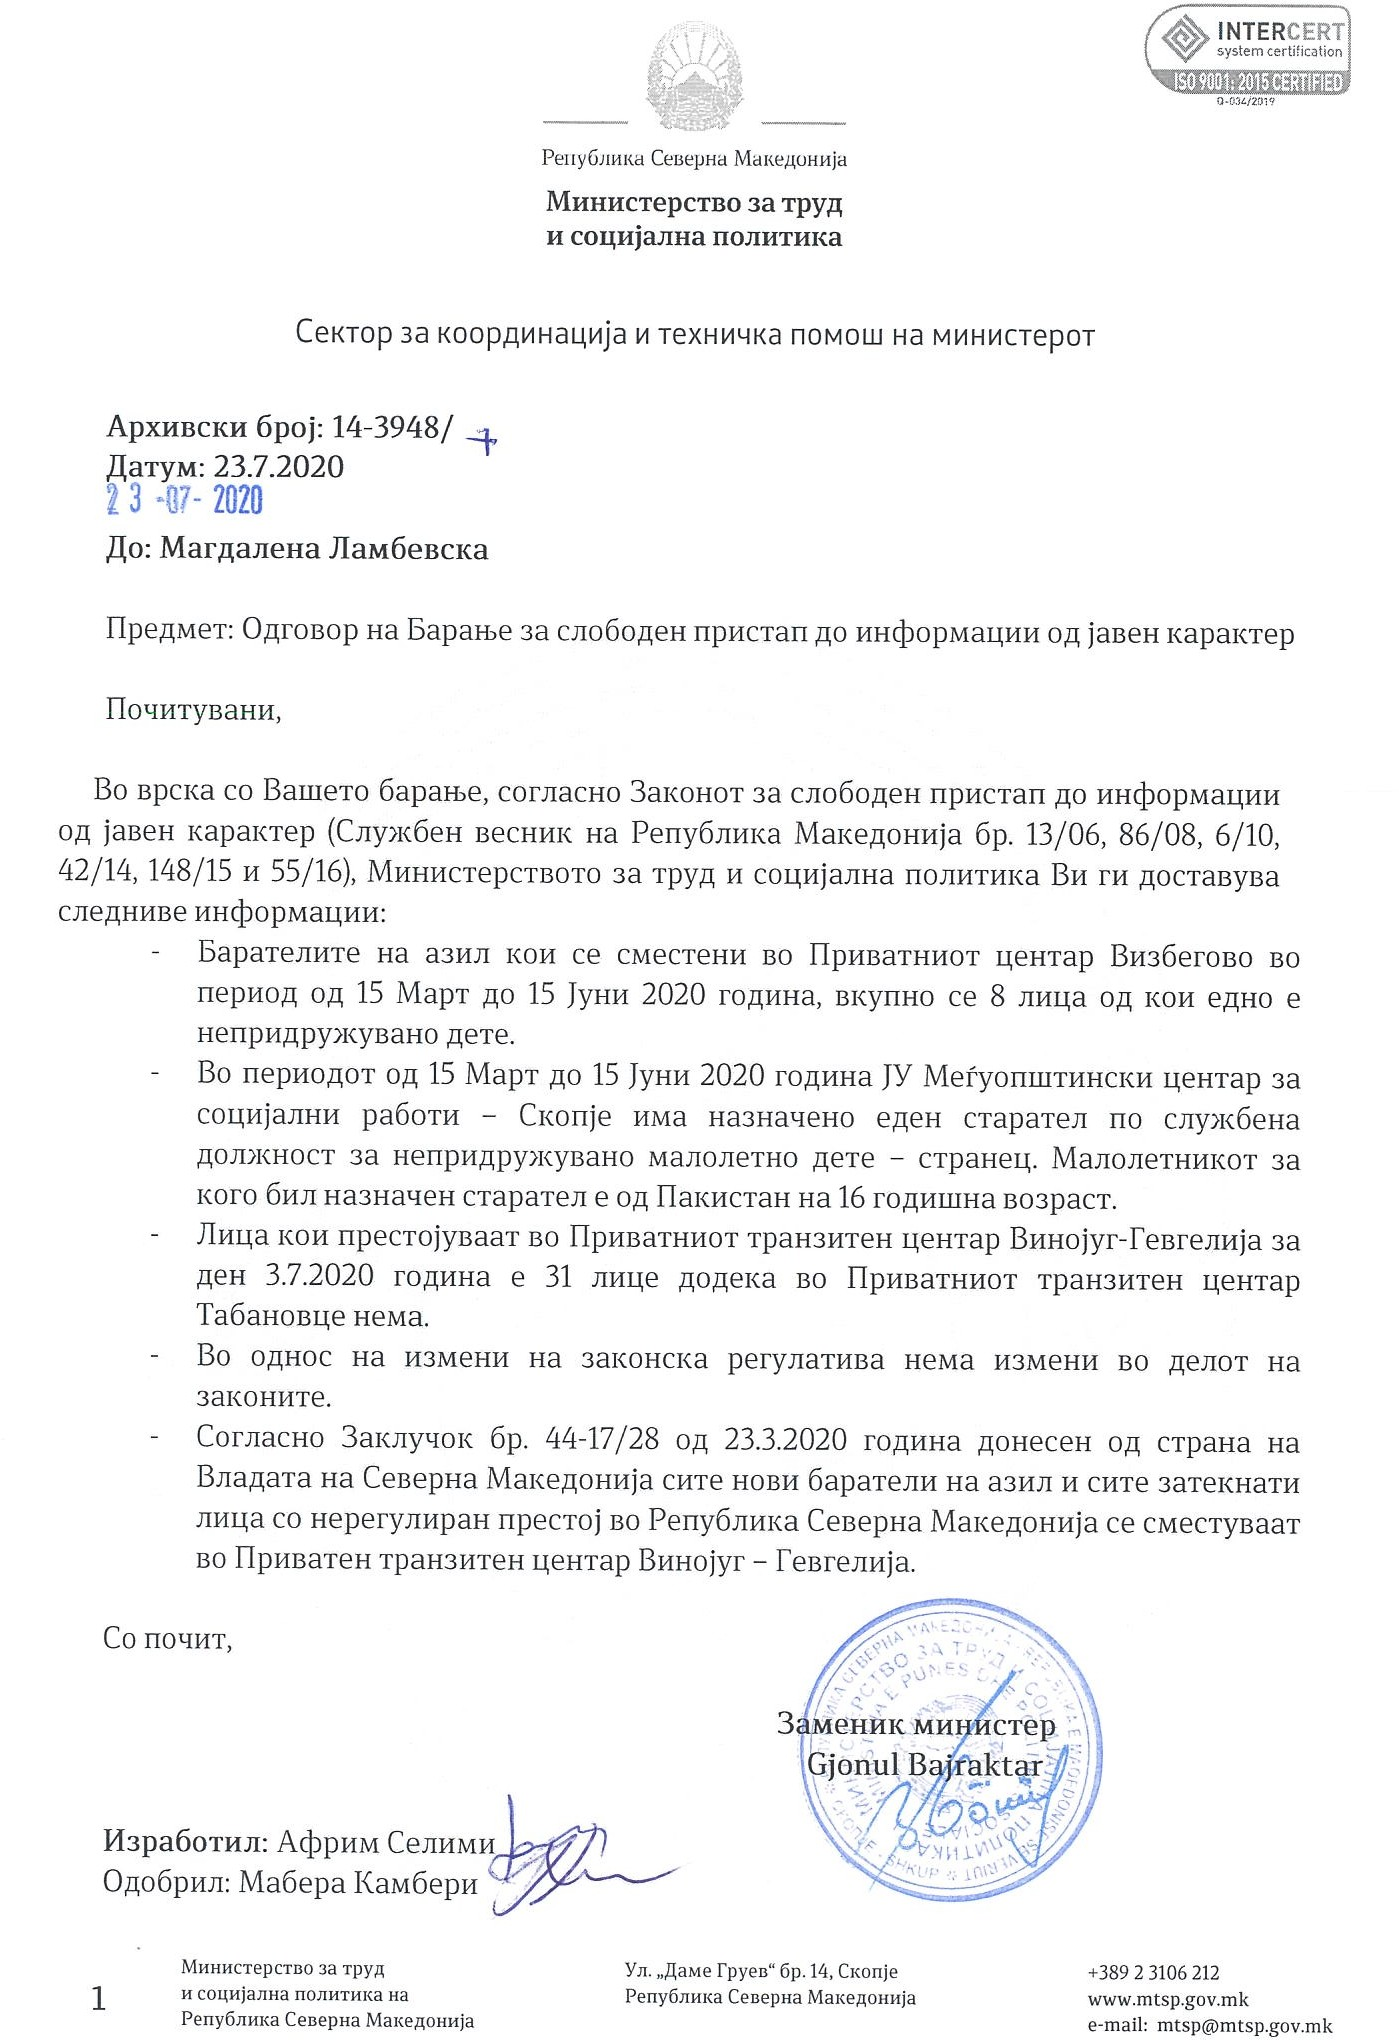 INTERCERT
system certification
ISO 9001: 2015 CERTIFIED
Q-034/2019
Република Северна Македонија
Министерство за труд
и социјална политика
Сектор за координација и техничка помош на министерот
Архивски број: 14-3948/
Датум: 23.7.2020
23 -07- 2020
До: Магдалена Ламбевска
Предмет: Одговор на Барање за слободен пристап до информации од јавен карактер
Почитувани,
Во врска со Вашето барање, согласно Законот за слободен пристап до информации
од јавен карактер (Службен весник на Република Македонија бр. 13/06, 86/08, 6/10,
42/14, 148/15 и 55/16), Министерството за труд и социјална политика Ви ги доставува
следниве информации:
- Барателите на азил кои се сместени во Приватниот центар Визбегово во
период од 15 Март до 15 Јуни 2020 година, вкупно се 8 лица од кои едно е
непридружувано дете.
- Во периодот од 15 Март до 15 Јуни 2020 година ЈУ Меѓуопштински центар за
социјални работи – Скопје има назначено еден старател по службена
должност за непридружувано малолетно дете – странец. Малолетникот за
кого бил назначен старател е од Пакистан на 16 годишна возраст.
- Лица кои престојуваат во Приватниот транзитен центар Винојуг-Гевгелија за
ден 3.7.2020 година е 31 лице додека во Приватниот транзитен центар
Табановце нема.
- Во однос на измени на законска регулатива нема измени во делот на
законите.
- Согласно Заклучок бр. 44-17/28 од 23.3.2020 година донесен од страна на
Владата на Северна Македонија сите нови баратели на азил и сите затекнати
лица со нерегулиран престој во Република Северна Македонија се сместуваат
во Приватен транзитен центар Винојуг – Гевгелија.
Со почит,
Заменик министер
Gjonul Bajraktar
Изработил: Африм Селими
Одобрил: Мабера Камбери
1
Министерство за труд
и социјална политика на
Република Северна Македонија
Ул. „Даме Груев“ бр. 14, Скопје
Република Северна Македонија
+389 2 3106 212
www.mtsp.gov.mk
e-mail: mtsp@mtsp.gov.mk